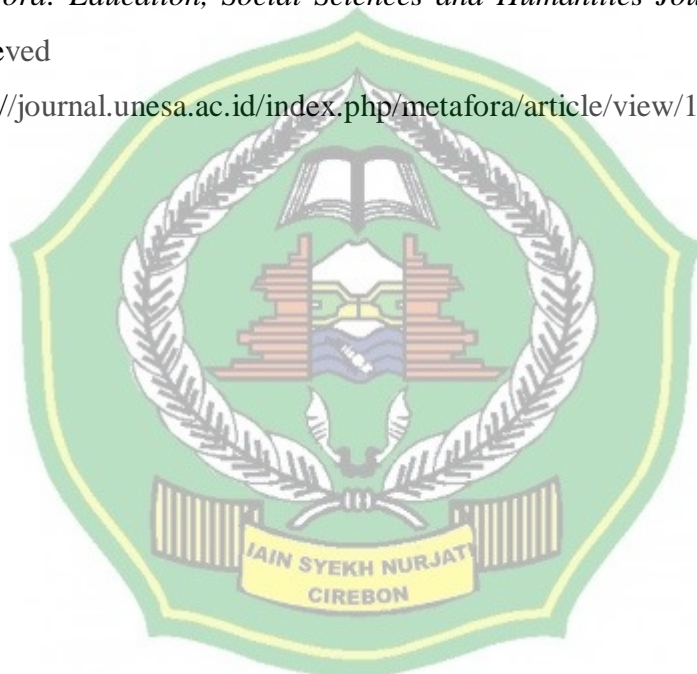 ora: Education, Social Sciences and Humanities Jou
eved
//journal.unesa.ac.id/index.php/metafora/article/view/1
IAIN SYEKH NURJATI
CIREBON